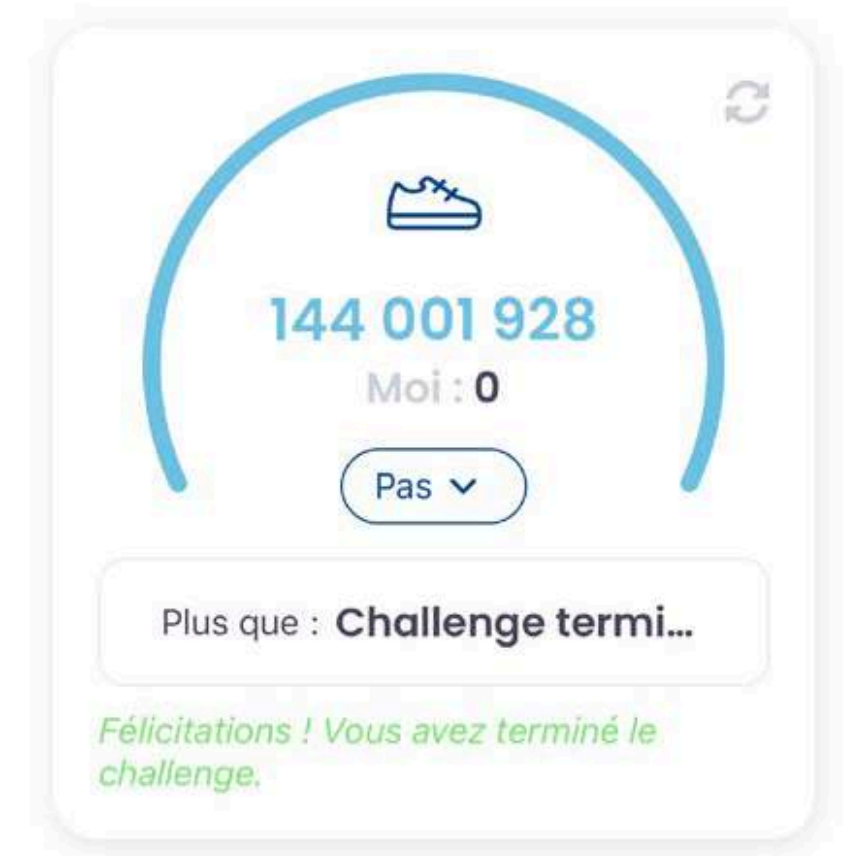 144 001 928
Moi : 0
Pas
Plus que : Challenge termi...
Félicitations ! Vous avez terminé le
challenge.